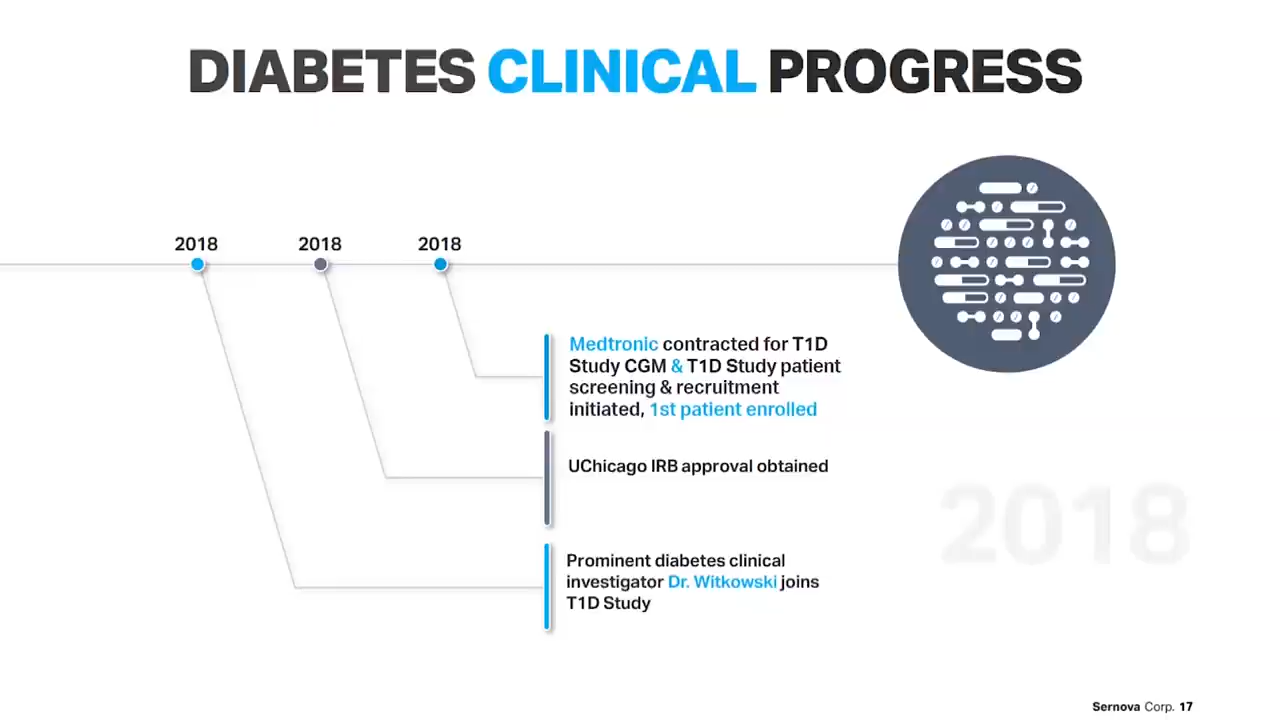 DIABETES CLINICAL PROGRESS
2018 2018 2018
Medtronic contracted for T1D
Study CGM & T1D Study patient
screening & recruitment
initiated, 1st patient enrolled
UChicago IRB approval obtained
2018
Prominent diabetes clinical
investigator Dr. Witkowski joins
T1D Study
Sernova Corp. 17